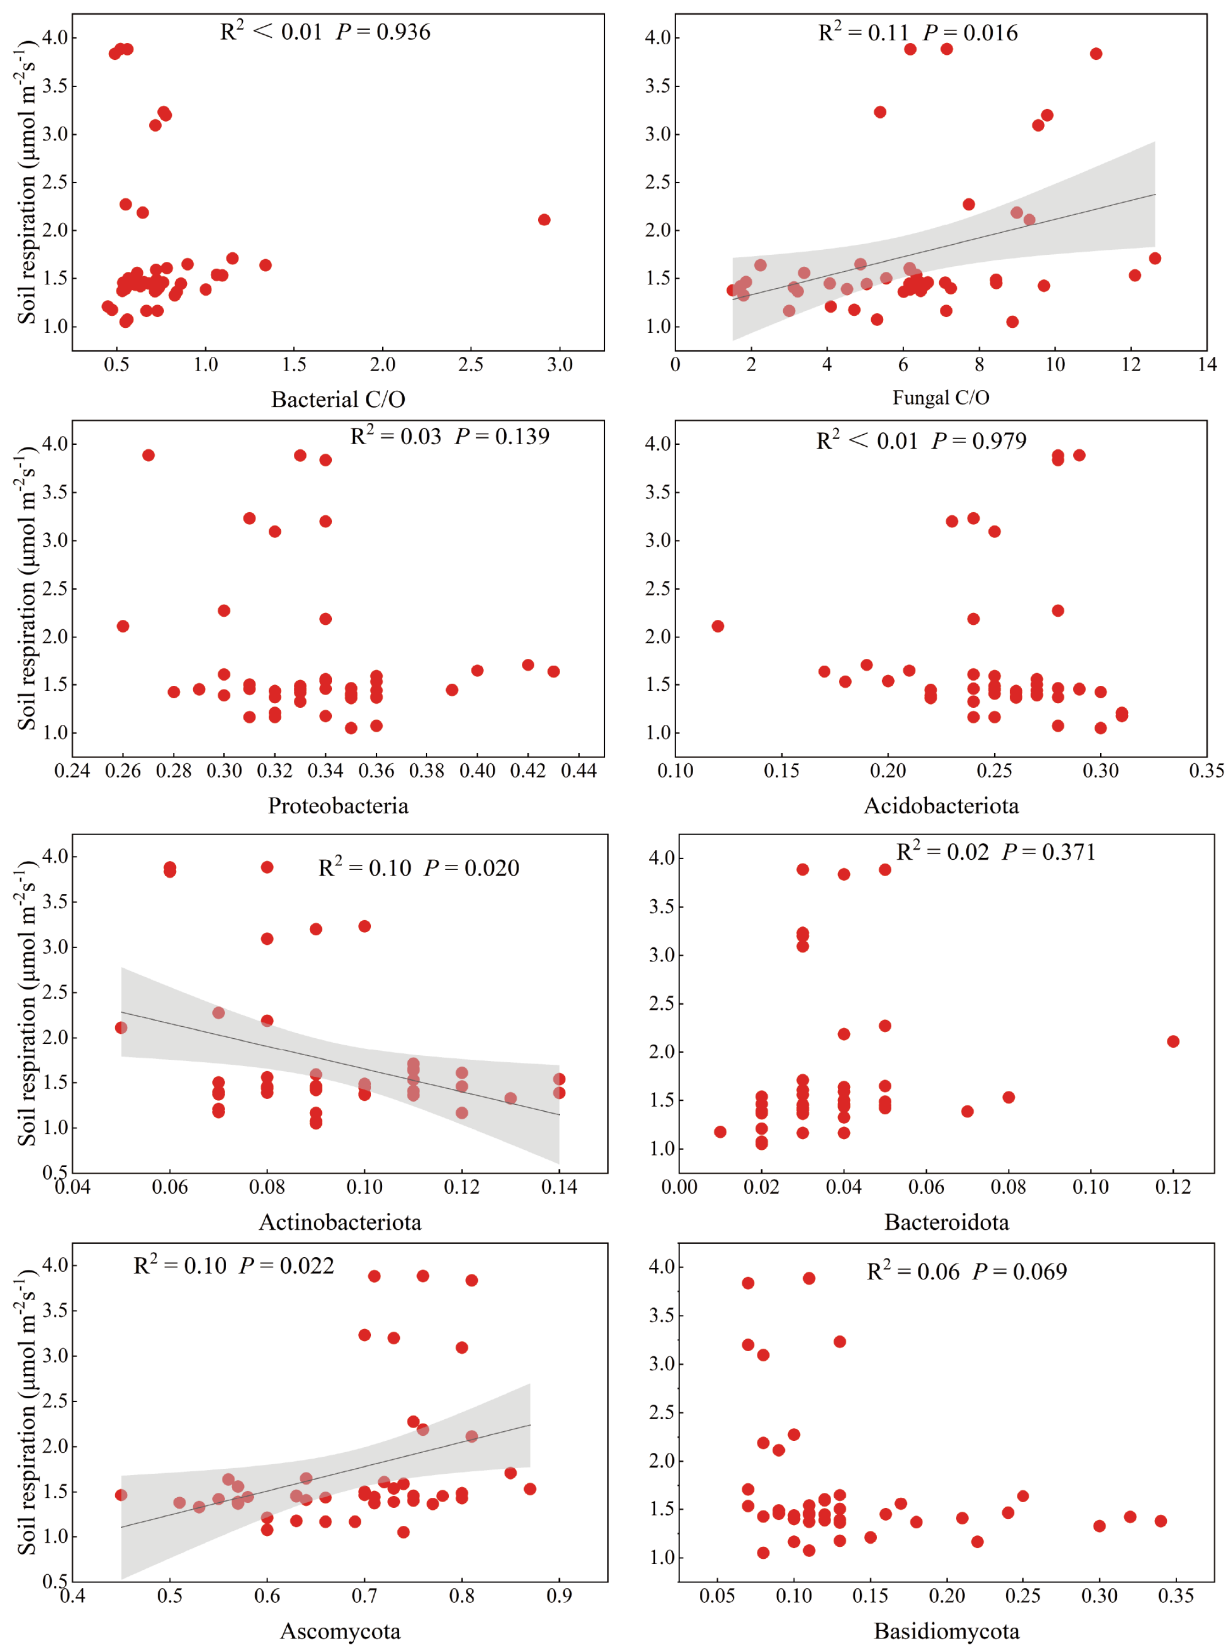 R² < 0.01 P = 0.936
Soil respiration (μmol m⁻²s⁻¹)
4.0
3.5
3.0
2.5
2.0
1.5
1.0
0.5 1.0 1.5 2.0 2.5 3.0
Bacterial C/O
R² = 0.11 P = 0.016
4.0
3.5
3.0
2.5
2.0
1.5
1.0
0 2 4 6 8 10 12 14
Fungal C/O
R² = 0.03 P = 0.139
Soil respiration (μmol m⁻²s⁻¹)
4.0
3.5
3.0
2.5
2.0
1.5
1.0
0.24 0.26 0.28 0.30 0.32 0.34 0.36 0.38 0.40 0.42 0.44
Proteobacteria
R² < 0.01 P = 0.979
4.0
3.5
3.0
2.5
2.0
1.5
1.0
0.10 0.15 0.20 0.25 0.30 0.35
Acidobacteriota
R² = 0.10 P = 0.020
Soil respiration (μmol m⁻²s⁻¹)
4.0
3.5
3.0
2.5
2.0
1.5
1.0
0.5
0.04 0.06 0.08 0.10 0.12 0.14
Actinobacteriota
R² = 0.02 P = 0.371
4.0
3.5
3.0
2.5
2.0
1.5
1.0
0.00 0.02 0.04 0.06 0.08 0.10 0.12
Bacteroidota
R² = 0.10 P = 0.022
Soil respiration (μmol m⁻²s⁻¹)
4.0
3.5
3.0
2.5
2.0
1.5
1.0
0.5
0.4 0.5 0.6 0.7 0.8 0.9
Ascomycota
R² = 0.06 P = 0.069
4.0
3.5
3.0
2.5
2.0
1.5
1.0
0.05 0.10 0.15 0.20 0.25 0.30 0.35
Basidiomycota